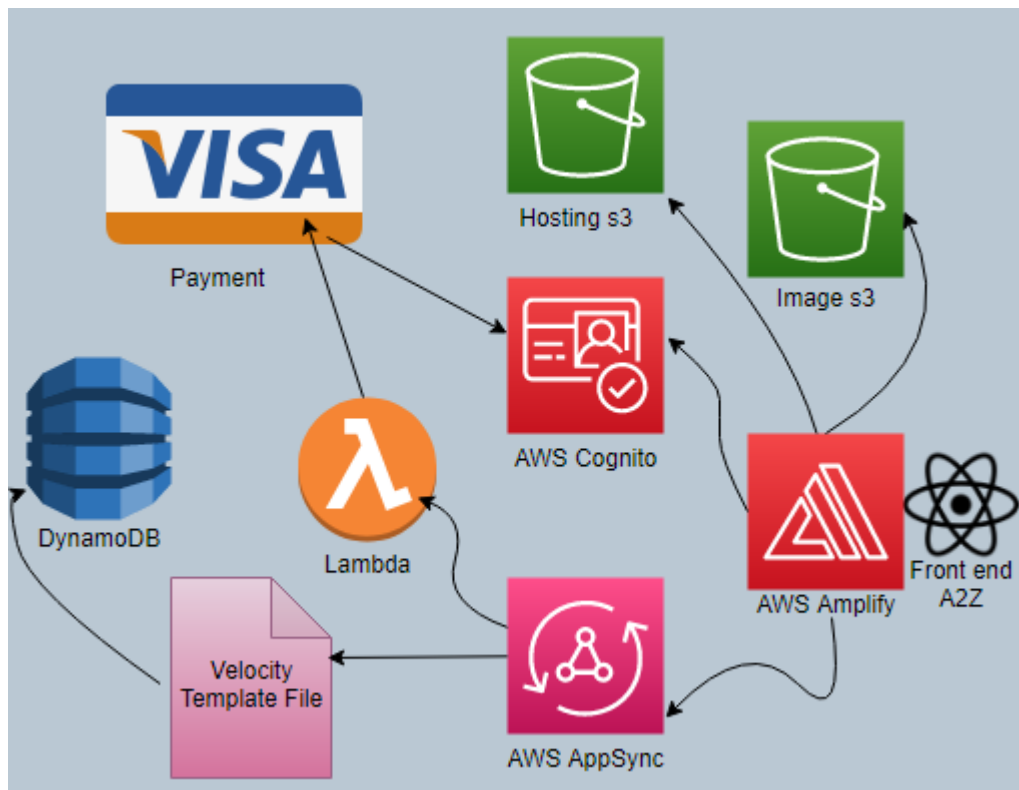 VISA
Payment
Hosting s3
Image s3
AWS Cognito
DynamoDB
Lambda
AWS Amplify
Front end
A2Z
Velocity
Template File
AWS AppSync